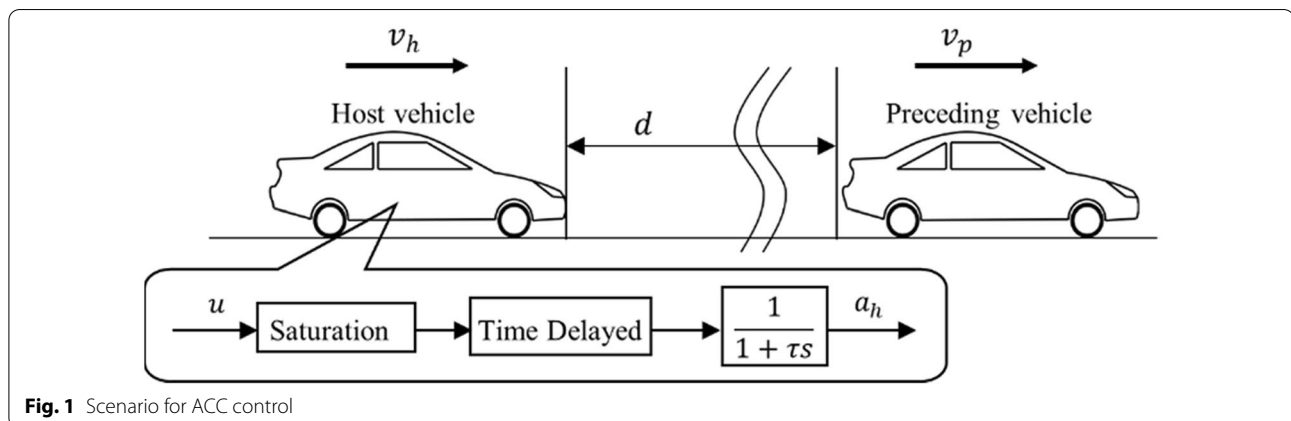 v_h
v_p
Host vehicle
d
Preceding vehicle
u
Saturation
Time Delayed
1
1 + τs
a_h
Fig. 1 Scenario for ACC control